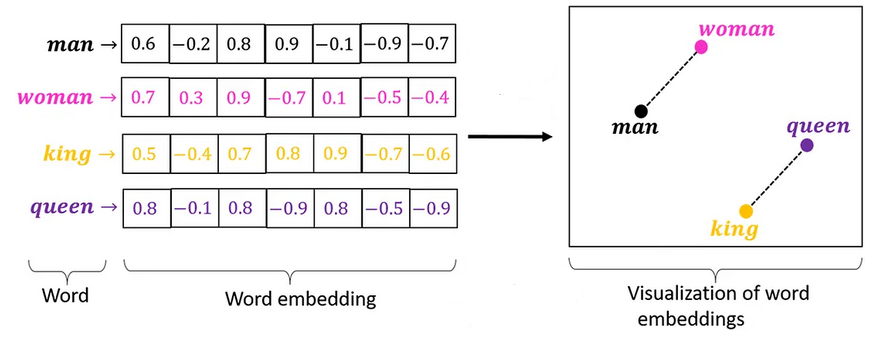 man → 0.6 −0.2 0.8 0.9 −0.1 −0.9 −0.7
woman → 0.7 0.3 0.9 −0.7 0.1 −0.5 −0.4
king → 0.5 −0.4 0.7 0.8 0.9 −0.7 −0.6
queen → 0.8 −0.1 0.8 −0.9 0.8 −0.5 −0.9
Word
Word embedding
woman
man
queen
king
Visualization of word
embeddings